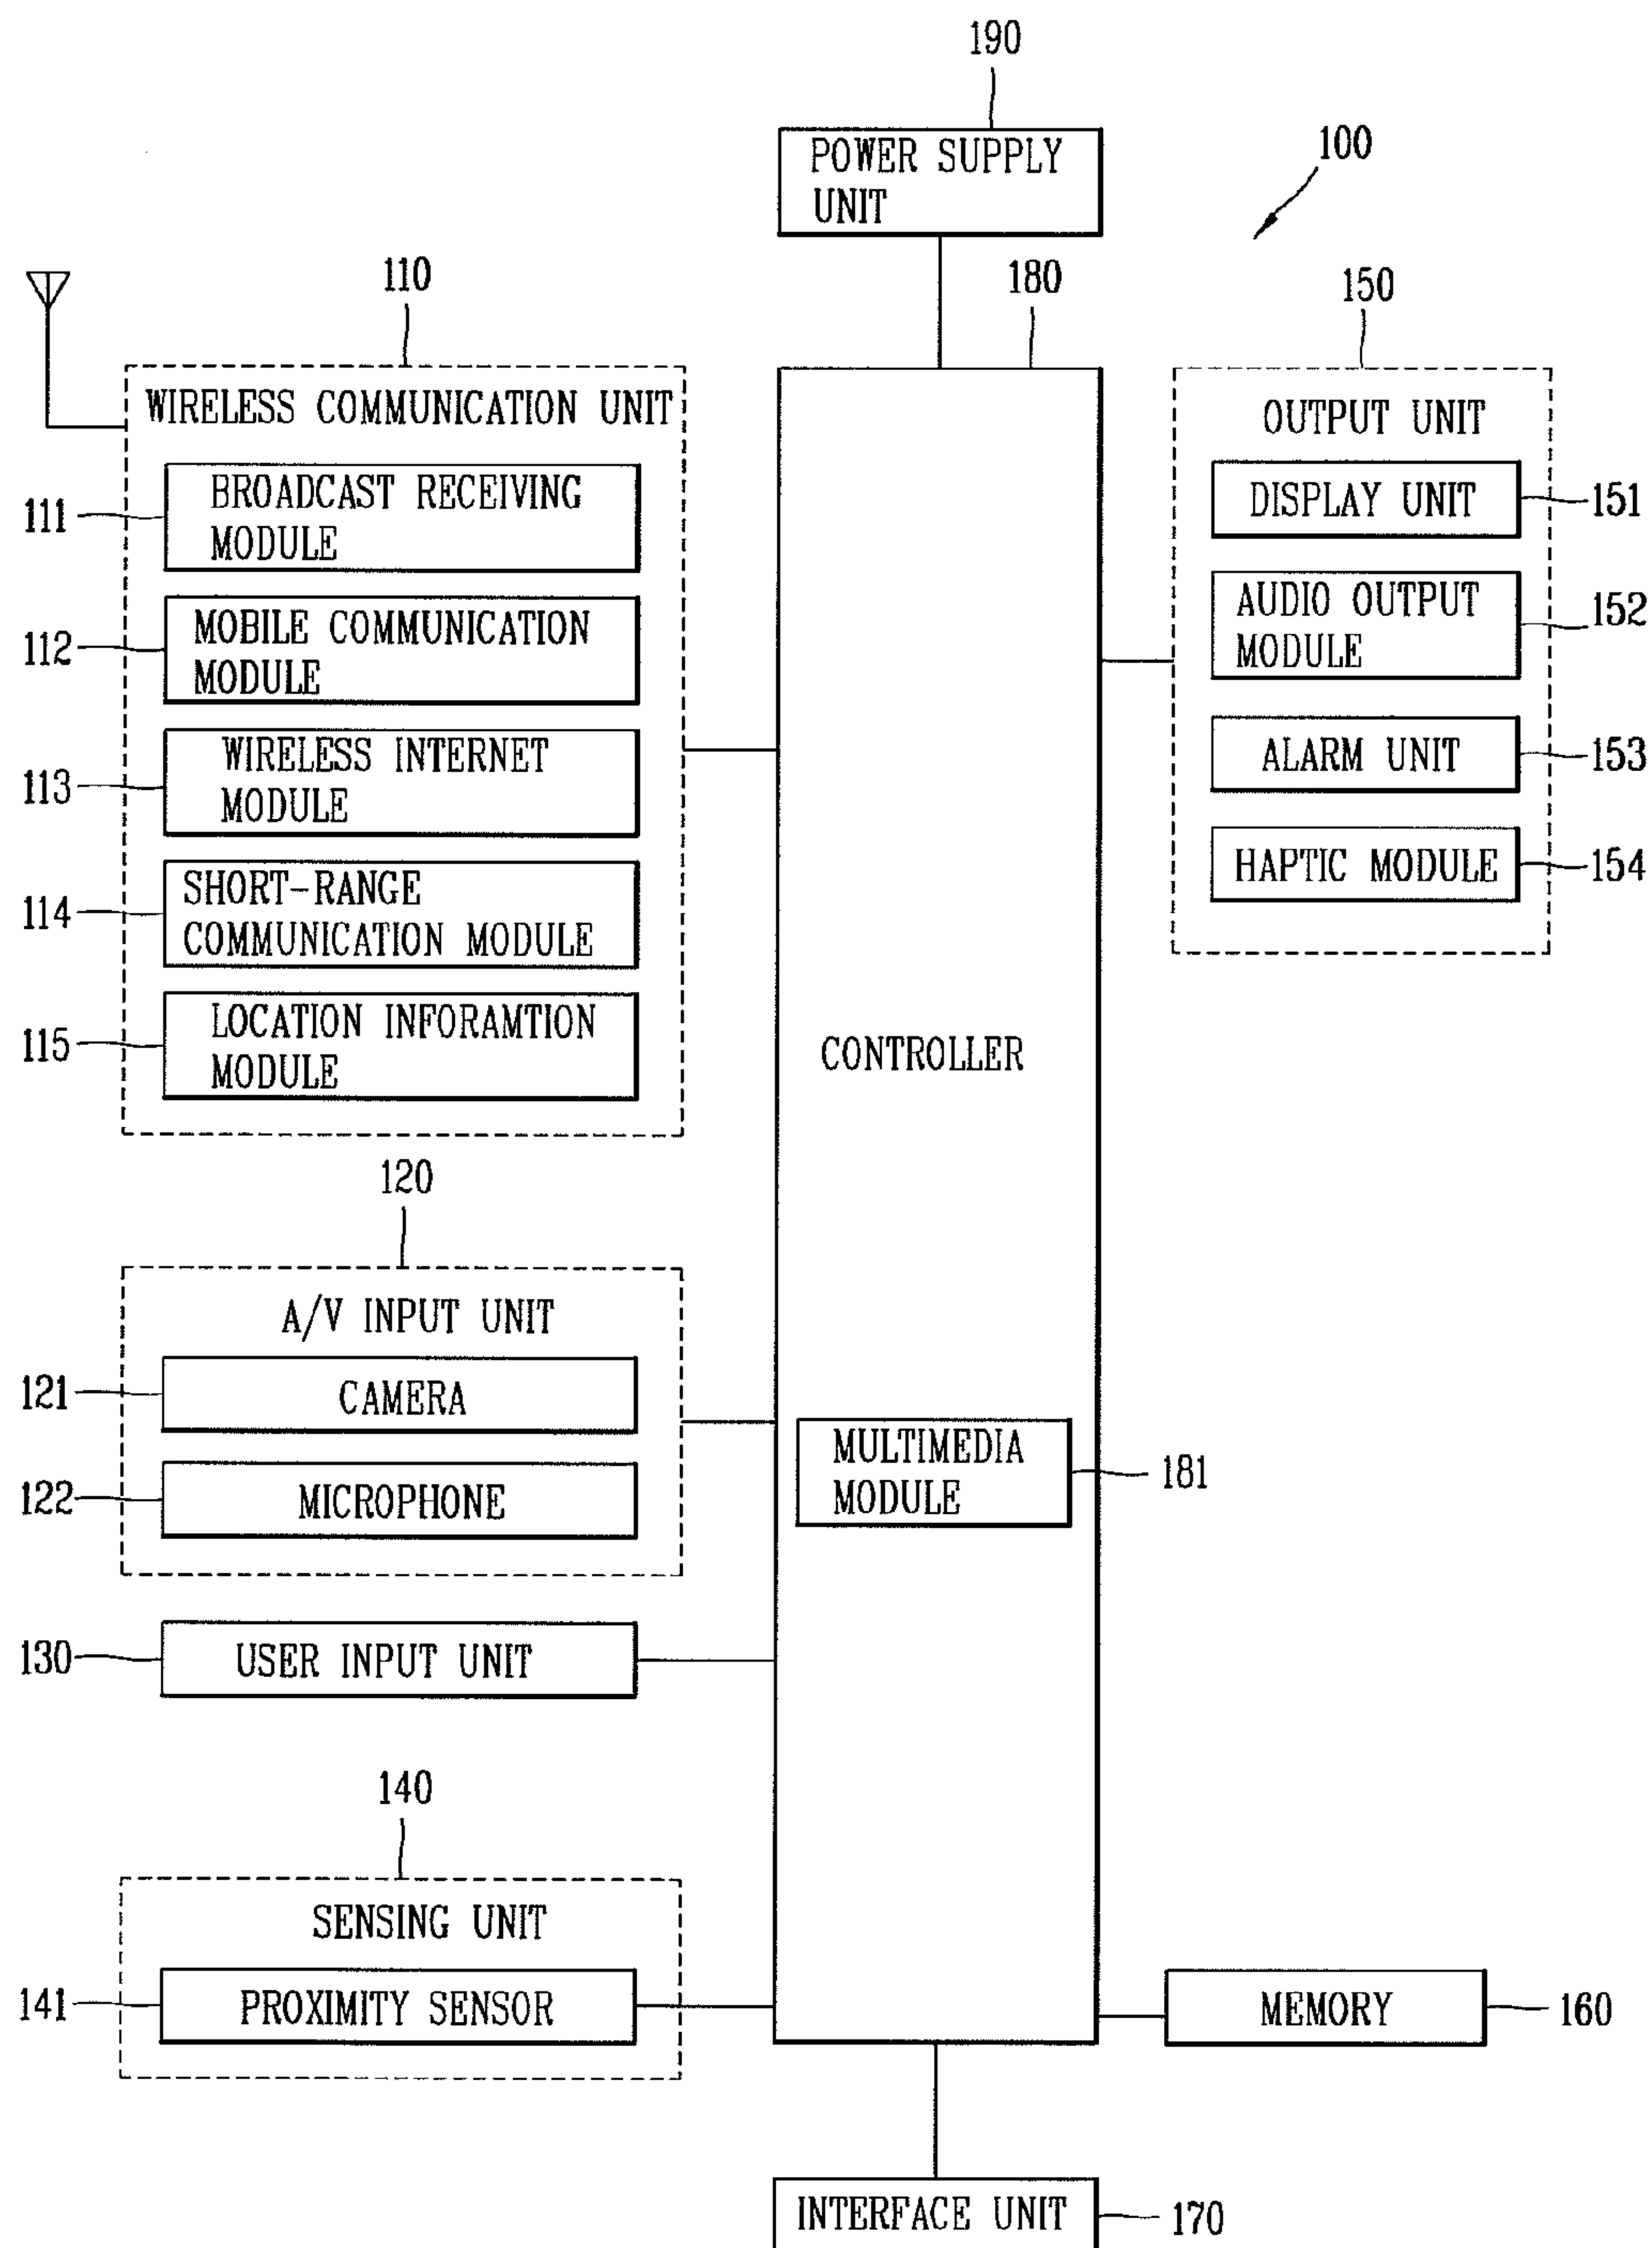 190
POWER SUPPLY
UNIT
100
110
180
150
WIRELESS COMMUNICATION UNIT
111
BROADCAST RECEIVING
MODULE
112
MOBILE COMMUNICATION
MODULE
113
WIRELESS INTERNET
MODULE
114
SHORT-RANGE
COMMUNICATION MODULE
115
LOCATION INFORAMTION
MODULE
OUTPUT UNIT
DISPLAY UNIT
151
AUDIO OUTPUT
MODULE
152
ALARM UNIT
153
HAPTIC MODULE
154
CONTROLLER
120
A/V INPUT UNIT
121
CAMERA
122
MICROPHONE
MULTIMEDIA
MODULE
181
130
USER INPUT UNIT
140
SENSING UNIT
141
PROXIMITY SENSOR
MEMORY
160
INTERFACE UNIT
170